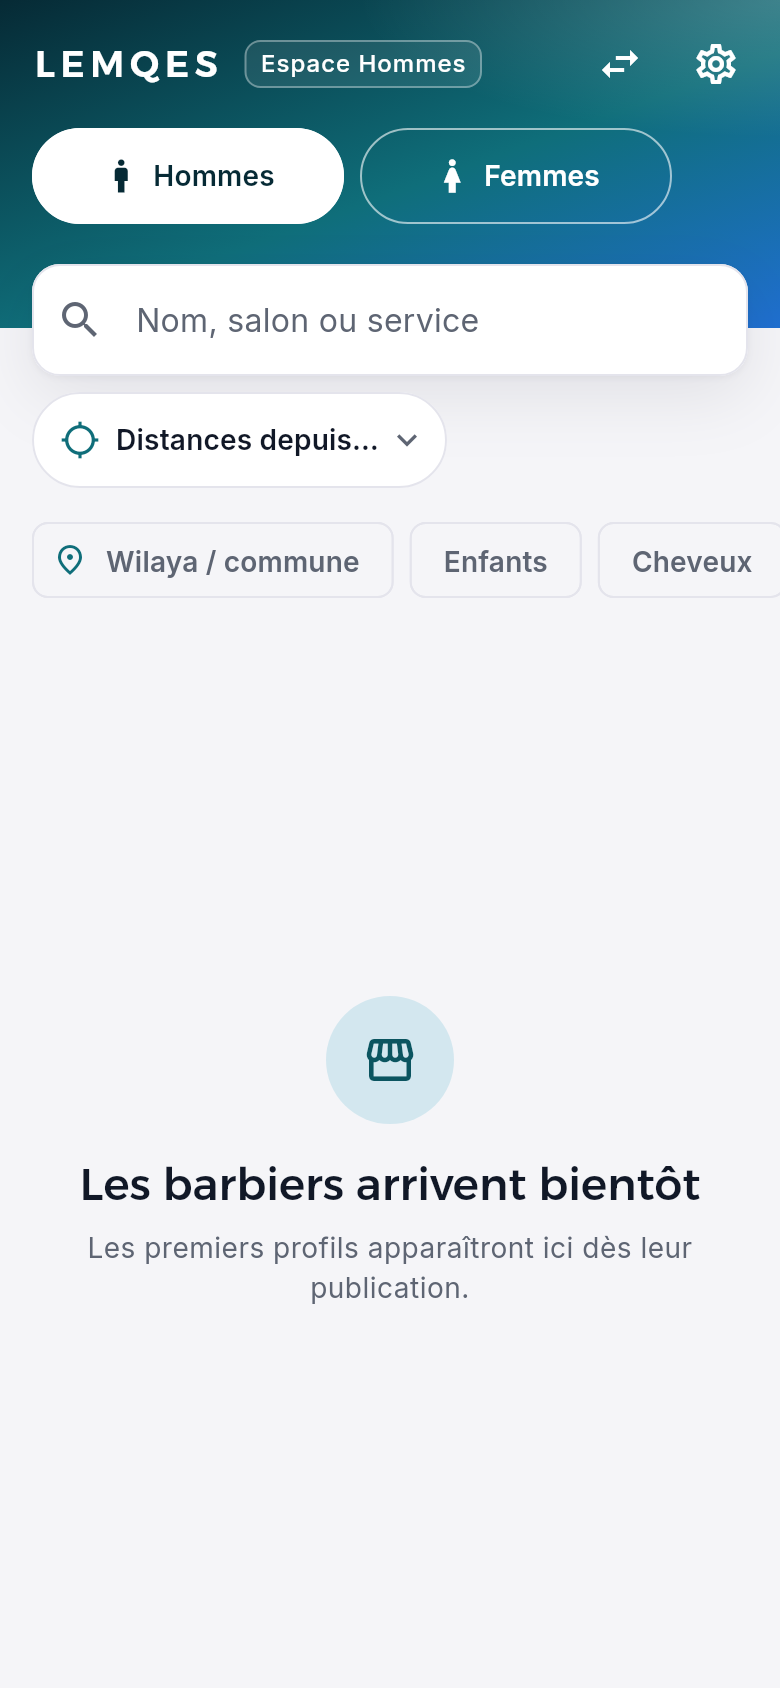 LEMQES
Espace Hommes
Hommes
Femmes
Nom, salon ou service
Distances depuis...
Wilaya / commune
Enfants
Cheveux
Les barbiers arrivent bientôt
Les premiers profils apparaîtront ici dès leur
publication.